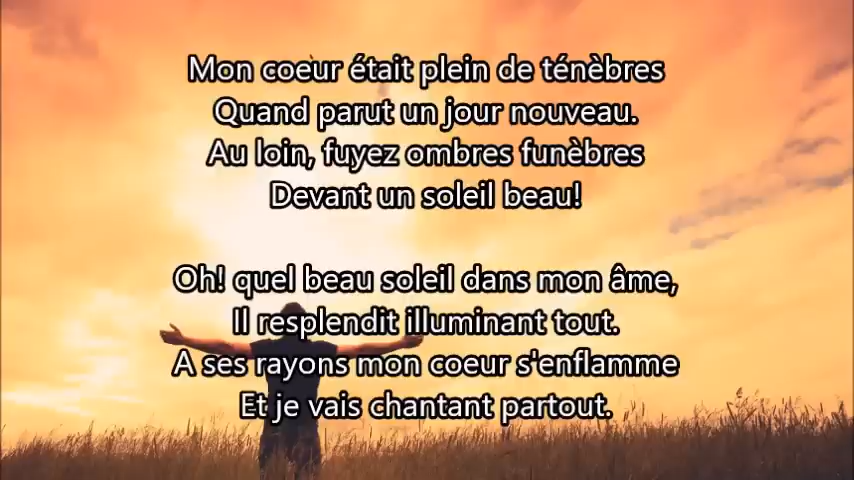 Mon coeur était plein de ténèbres
Quand parut un jour nouveau.
Au loin, fuyez ombres funèbres
Devant un soleil beau!
Oh! quel beau soleil dans mon âme,
Il resplendit illuminant tout.
A ses rayons mon coeur s'enflamme
Et je vais chantant partout.